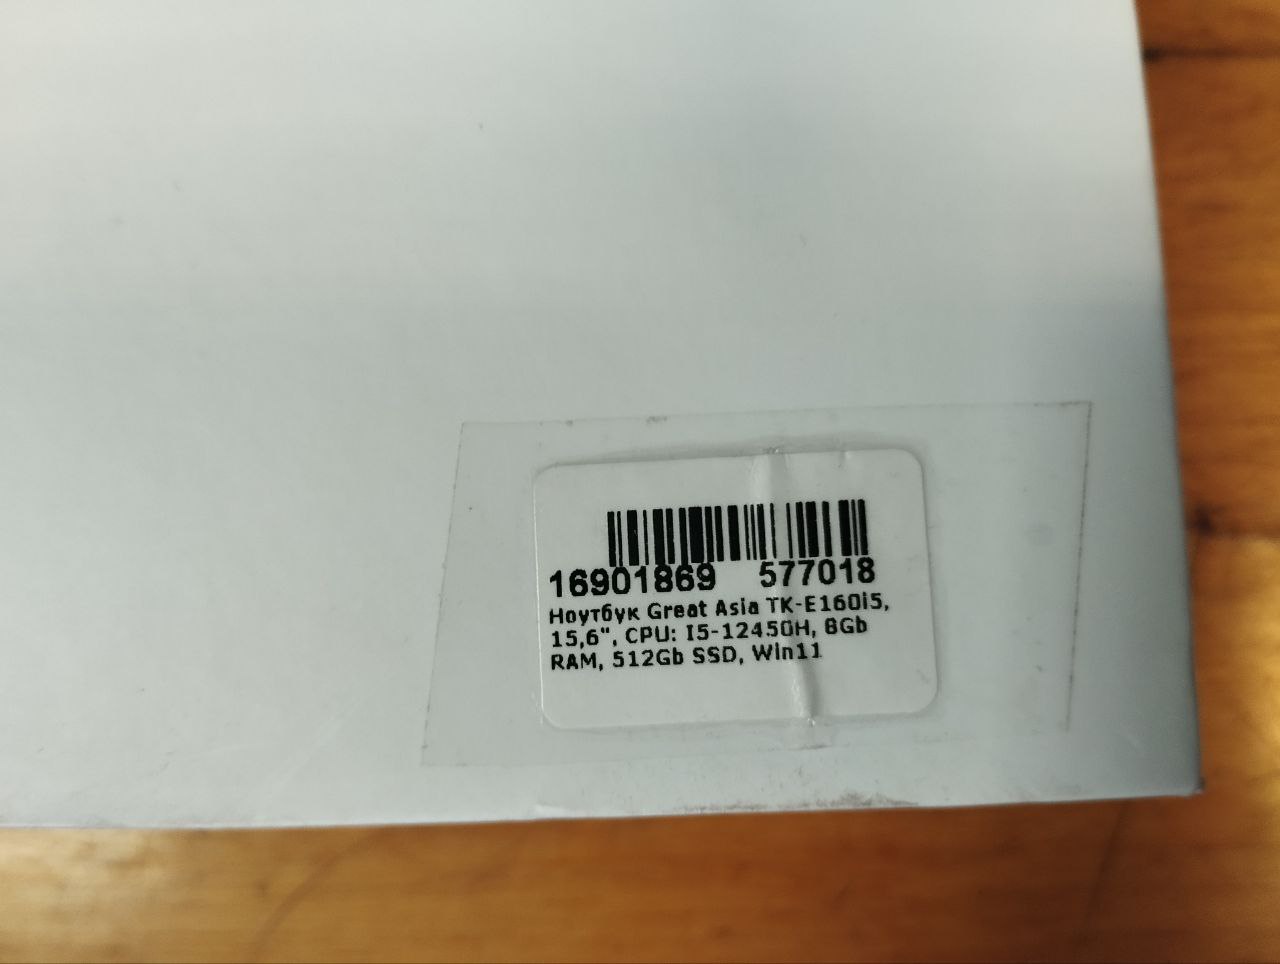 16901869 577018
Ноутбук Great Asia TK-E160i5,
15,6", CPU: I5-12450H, 8Gb
RAM, 512Gb SSD, Win11